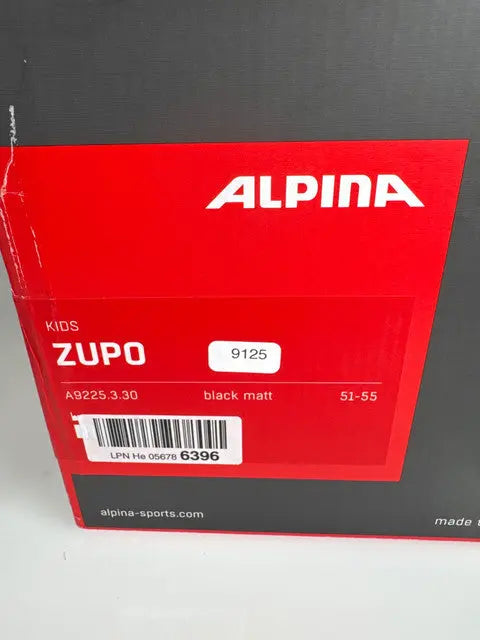 ALPINA
KIDS
ZUPO
9125
A9225.3.30 black matt 51-55
LPN He 05678 6396
alpina-sports.com
made